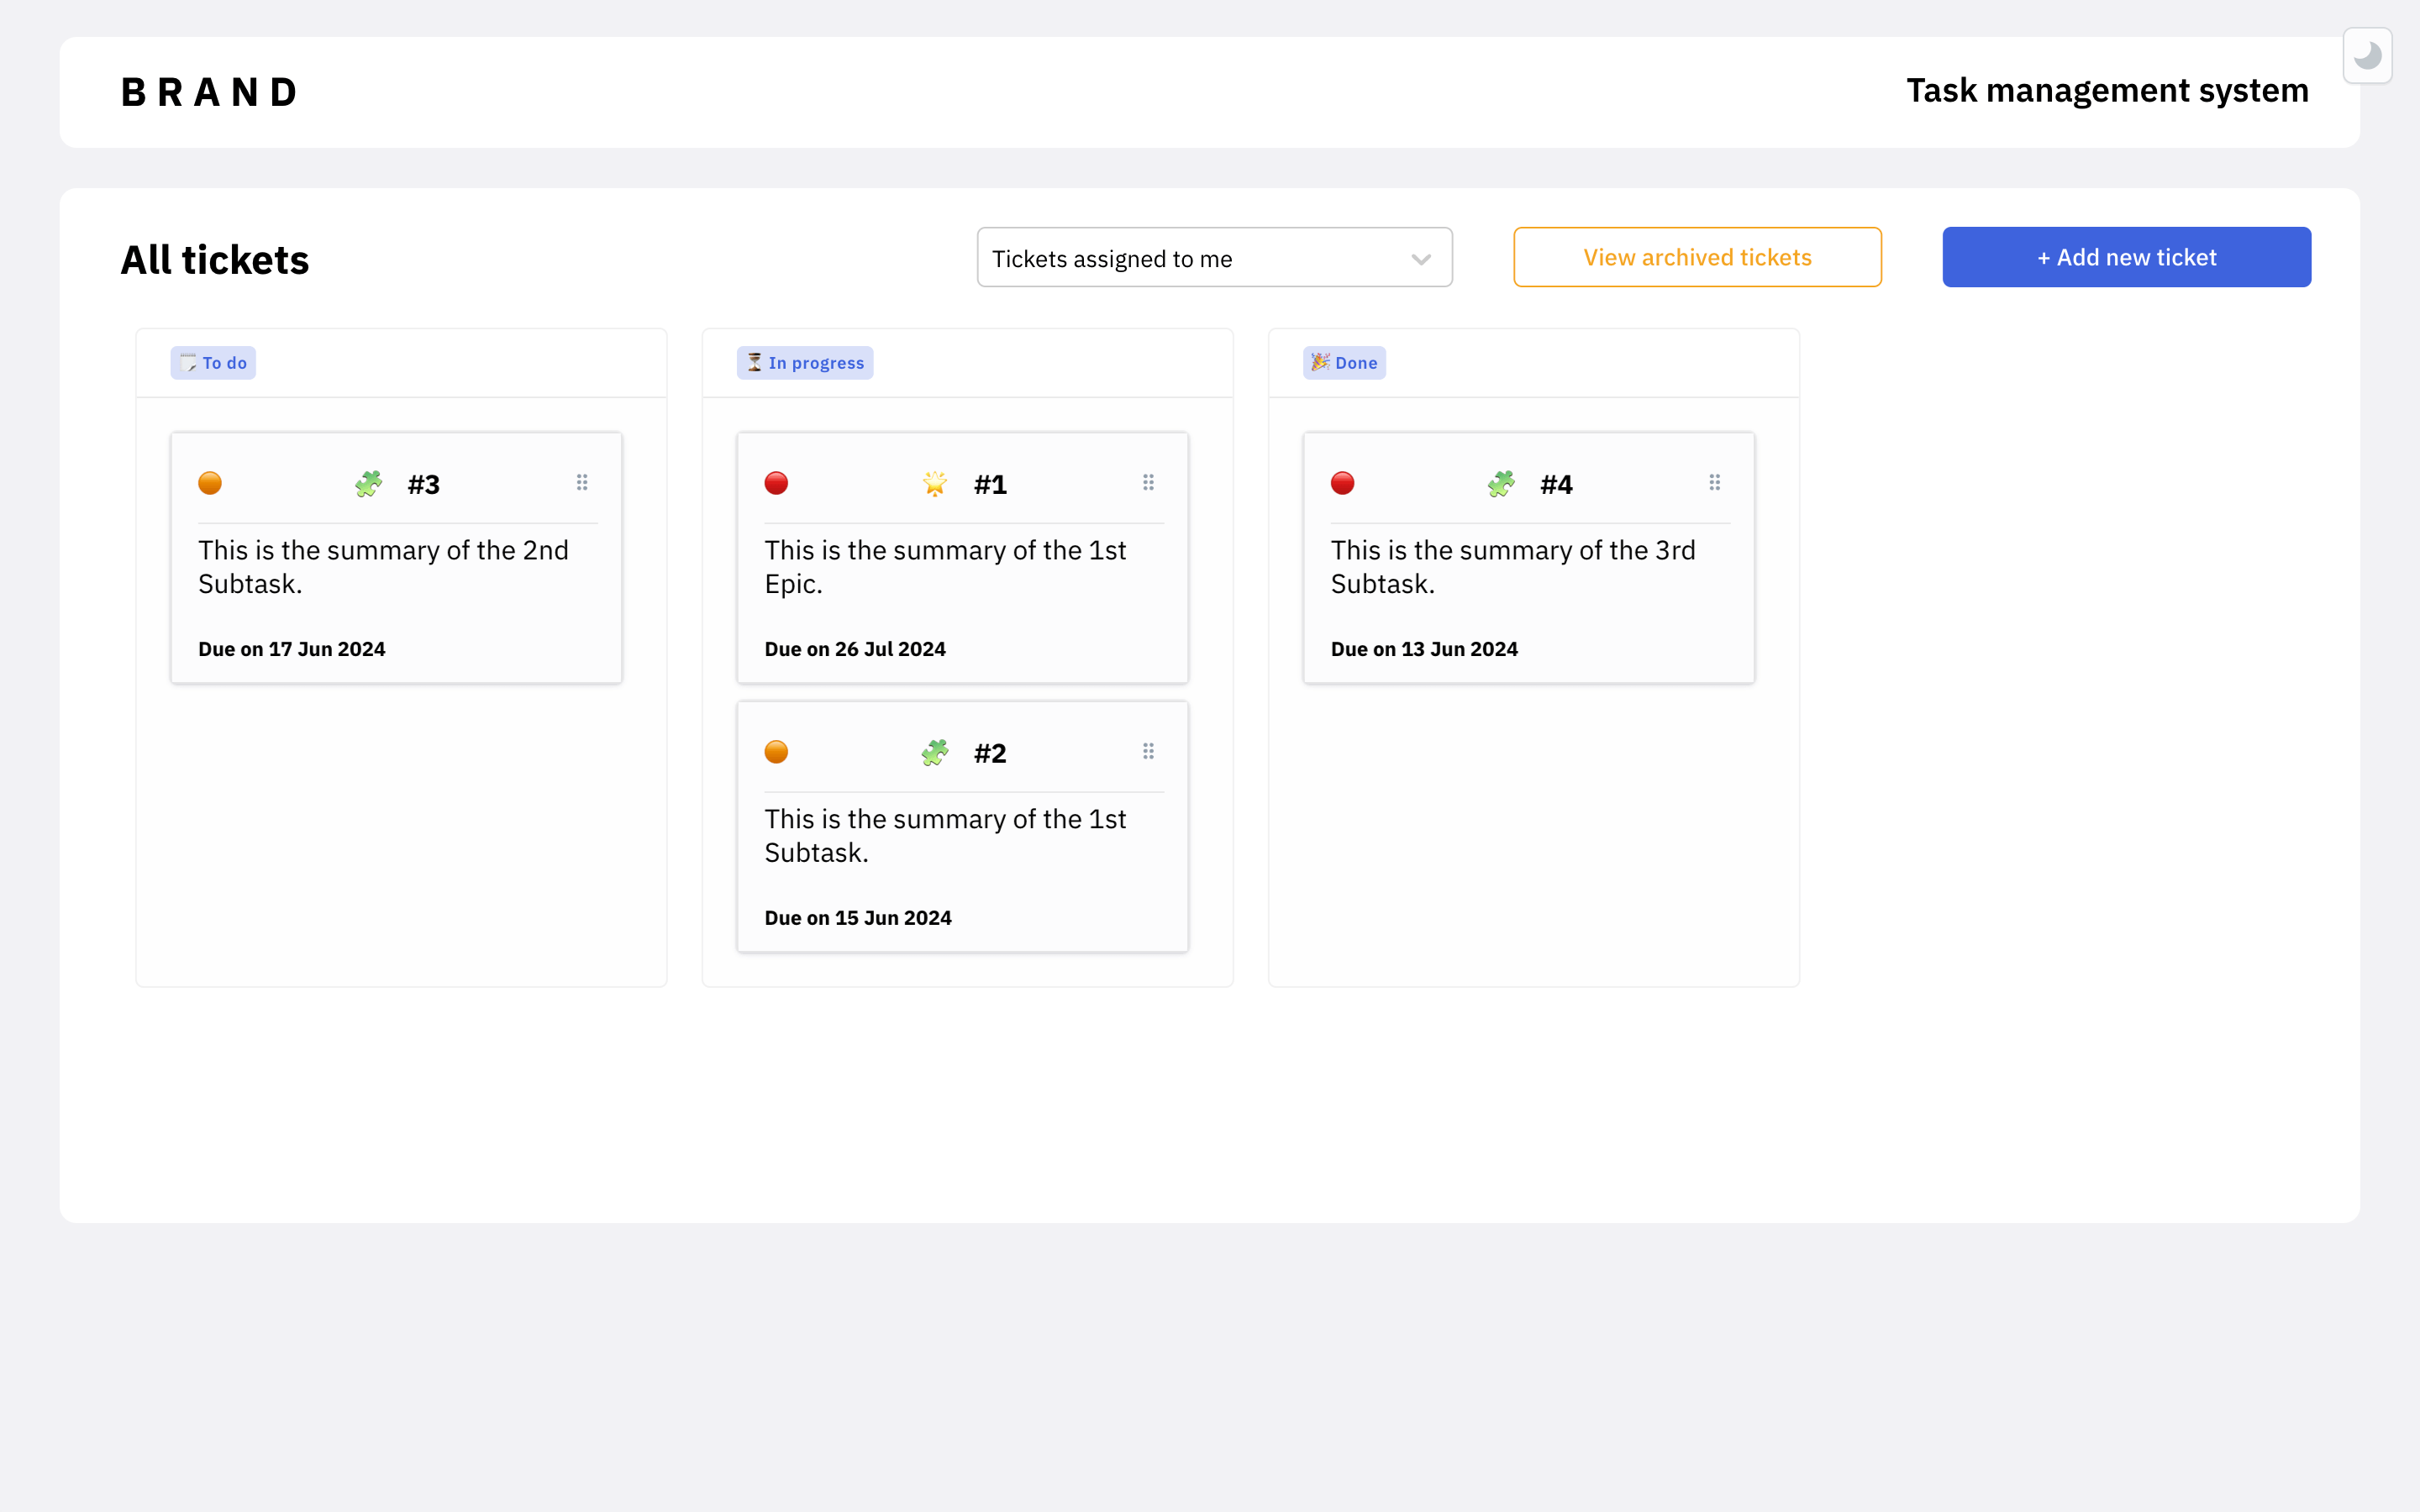 BRAND
Task management system
All tickets
Tickets assigned to me
View archived tickets
+ Add new ticket
To do
#3
This is the summary of the 2nd
Subtask.
Due on 17 Jun 2024
In progress
#1
This is the summary of the 1st
Epic.
Due on 26 Jul 2024
#2
This is the summary of the 1st
Subtask.
Due on 15 Jun 2024
Done
#4
This is the summary of the 3rd
Subtask.
Due on 13 Jun 2024